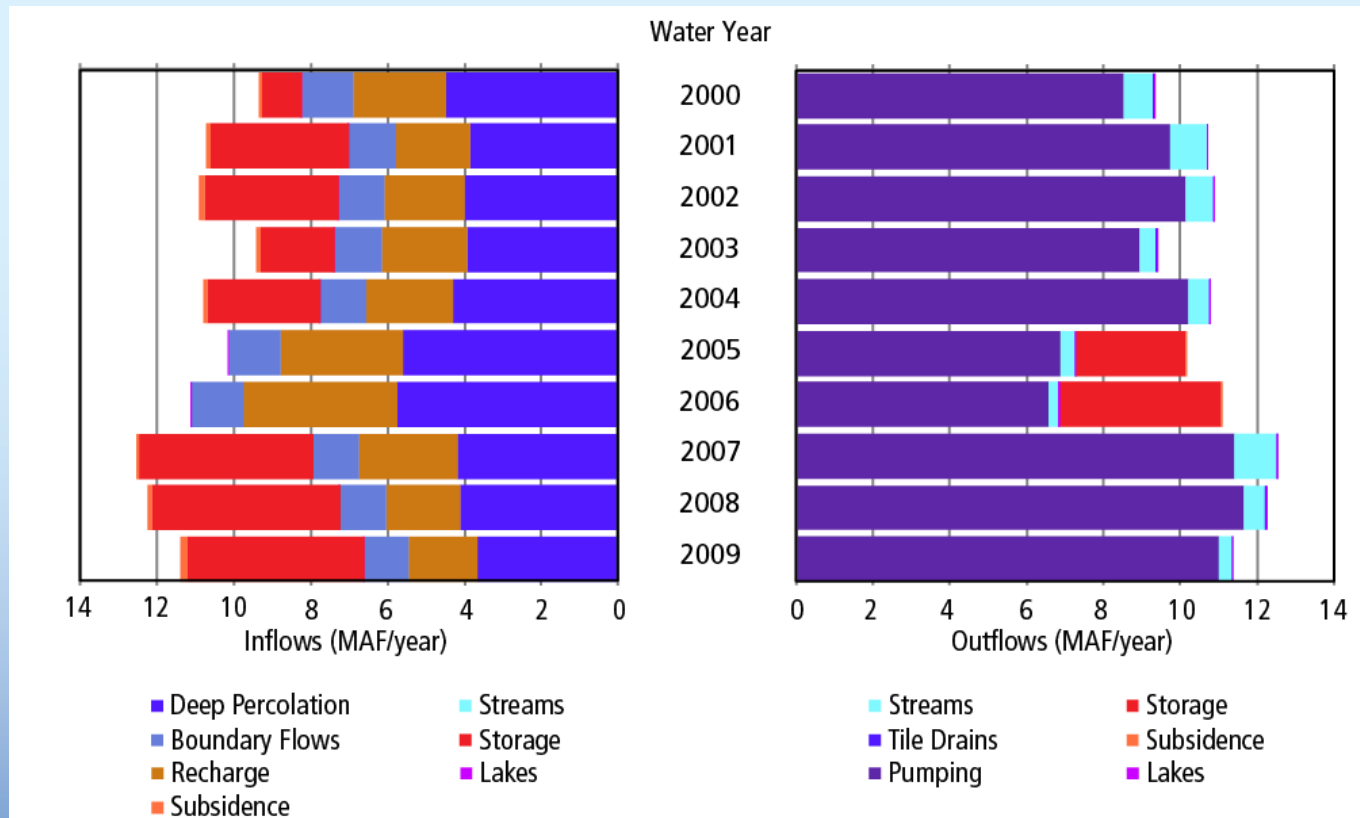 Water Year
2000
2001
2002
2003
2004
2005
2006
2007
2008
2009
14 12 10 8 6 4 2 0
Inflows (MAF/year)
0 2 4 6 8 10 12 14
Outflows (MAF/year)
Deep Percolation Streams
Boundary Flows Storage
Recharge Lakes
Subsidence
Streams Storage
Tile Drains Subsidence
Pumping Lakes